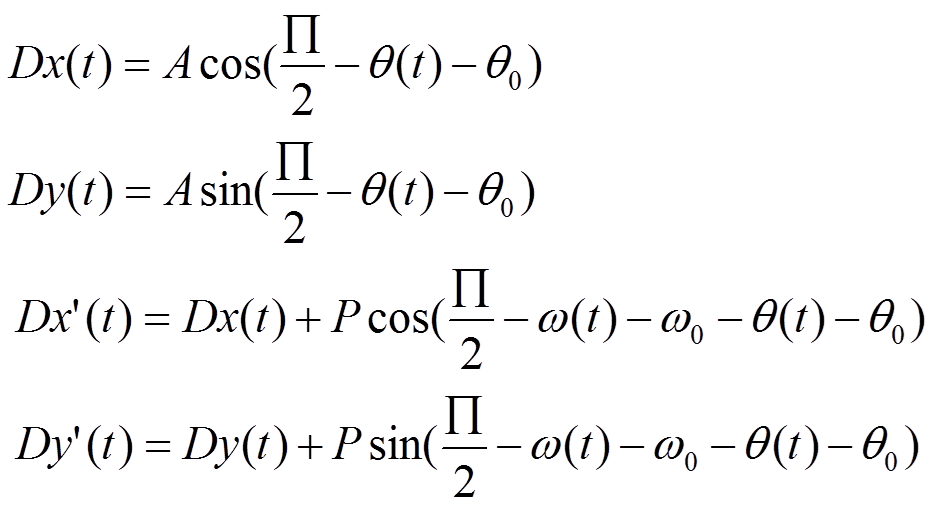 Dx(t) = A cos(Π/2 − θ(t) − θ₀)
Dy(t) = A sin(Π/2 − θ(t) − θ₀)
Dx'(t) = Dx(t) + P cos(Π/2 − ω(t) − ω₀ − θ(t) − θ₀)
Dy'(t) = Dy(t) + P sin(Π/2 − ω(t) − ω₀ − θ(t) − θ₀)